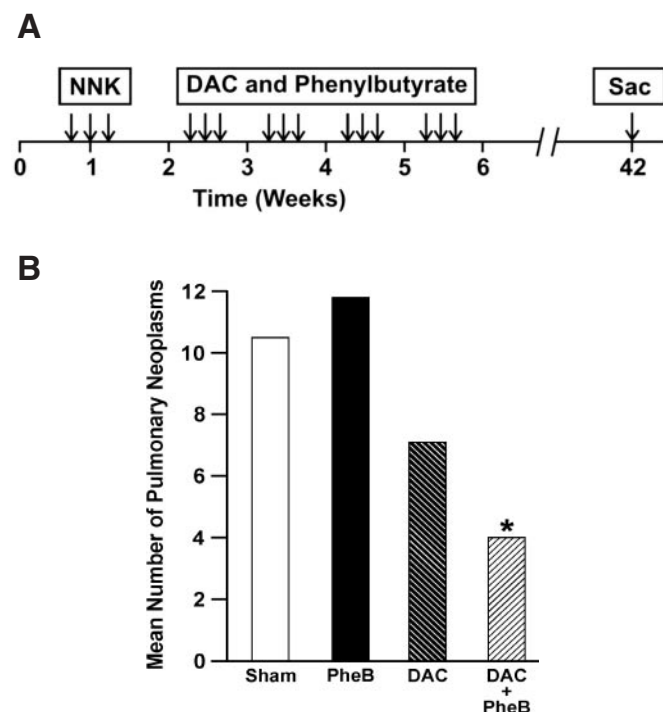 A
NNK
DAC and Phenylbutyrate
Sac
0 1 2 3 4 5 6 42
Time (Weeks)
B
Mean Number of Pulmonary Neoplasms
12
10
8
6
4
2
0
*
Sham PheB DAC DAC
+
PheB